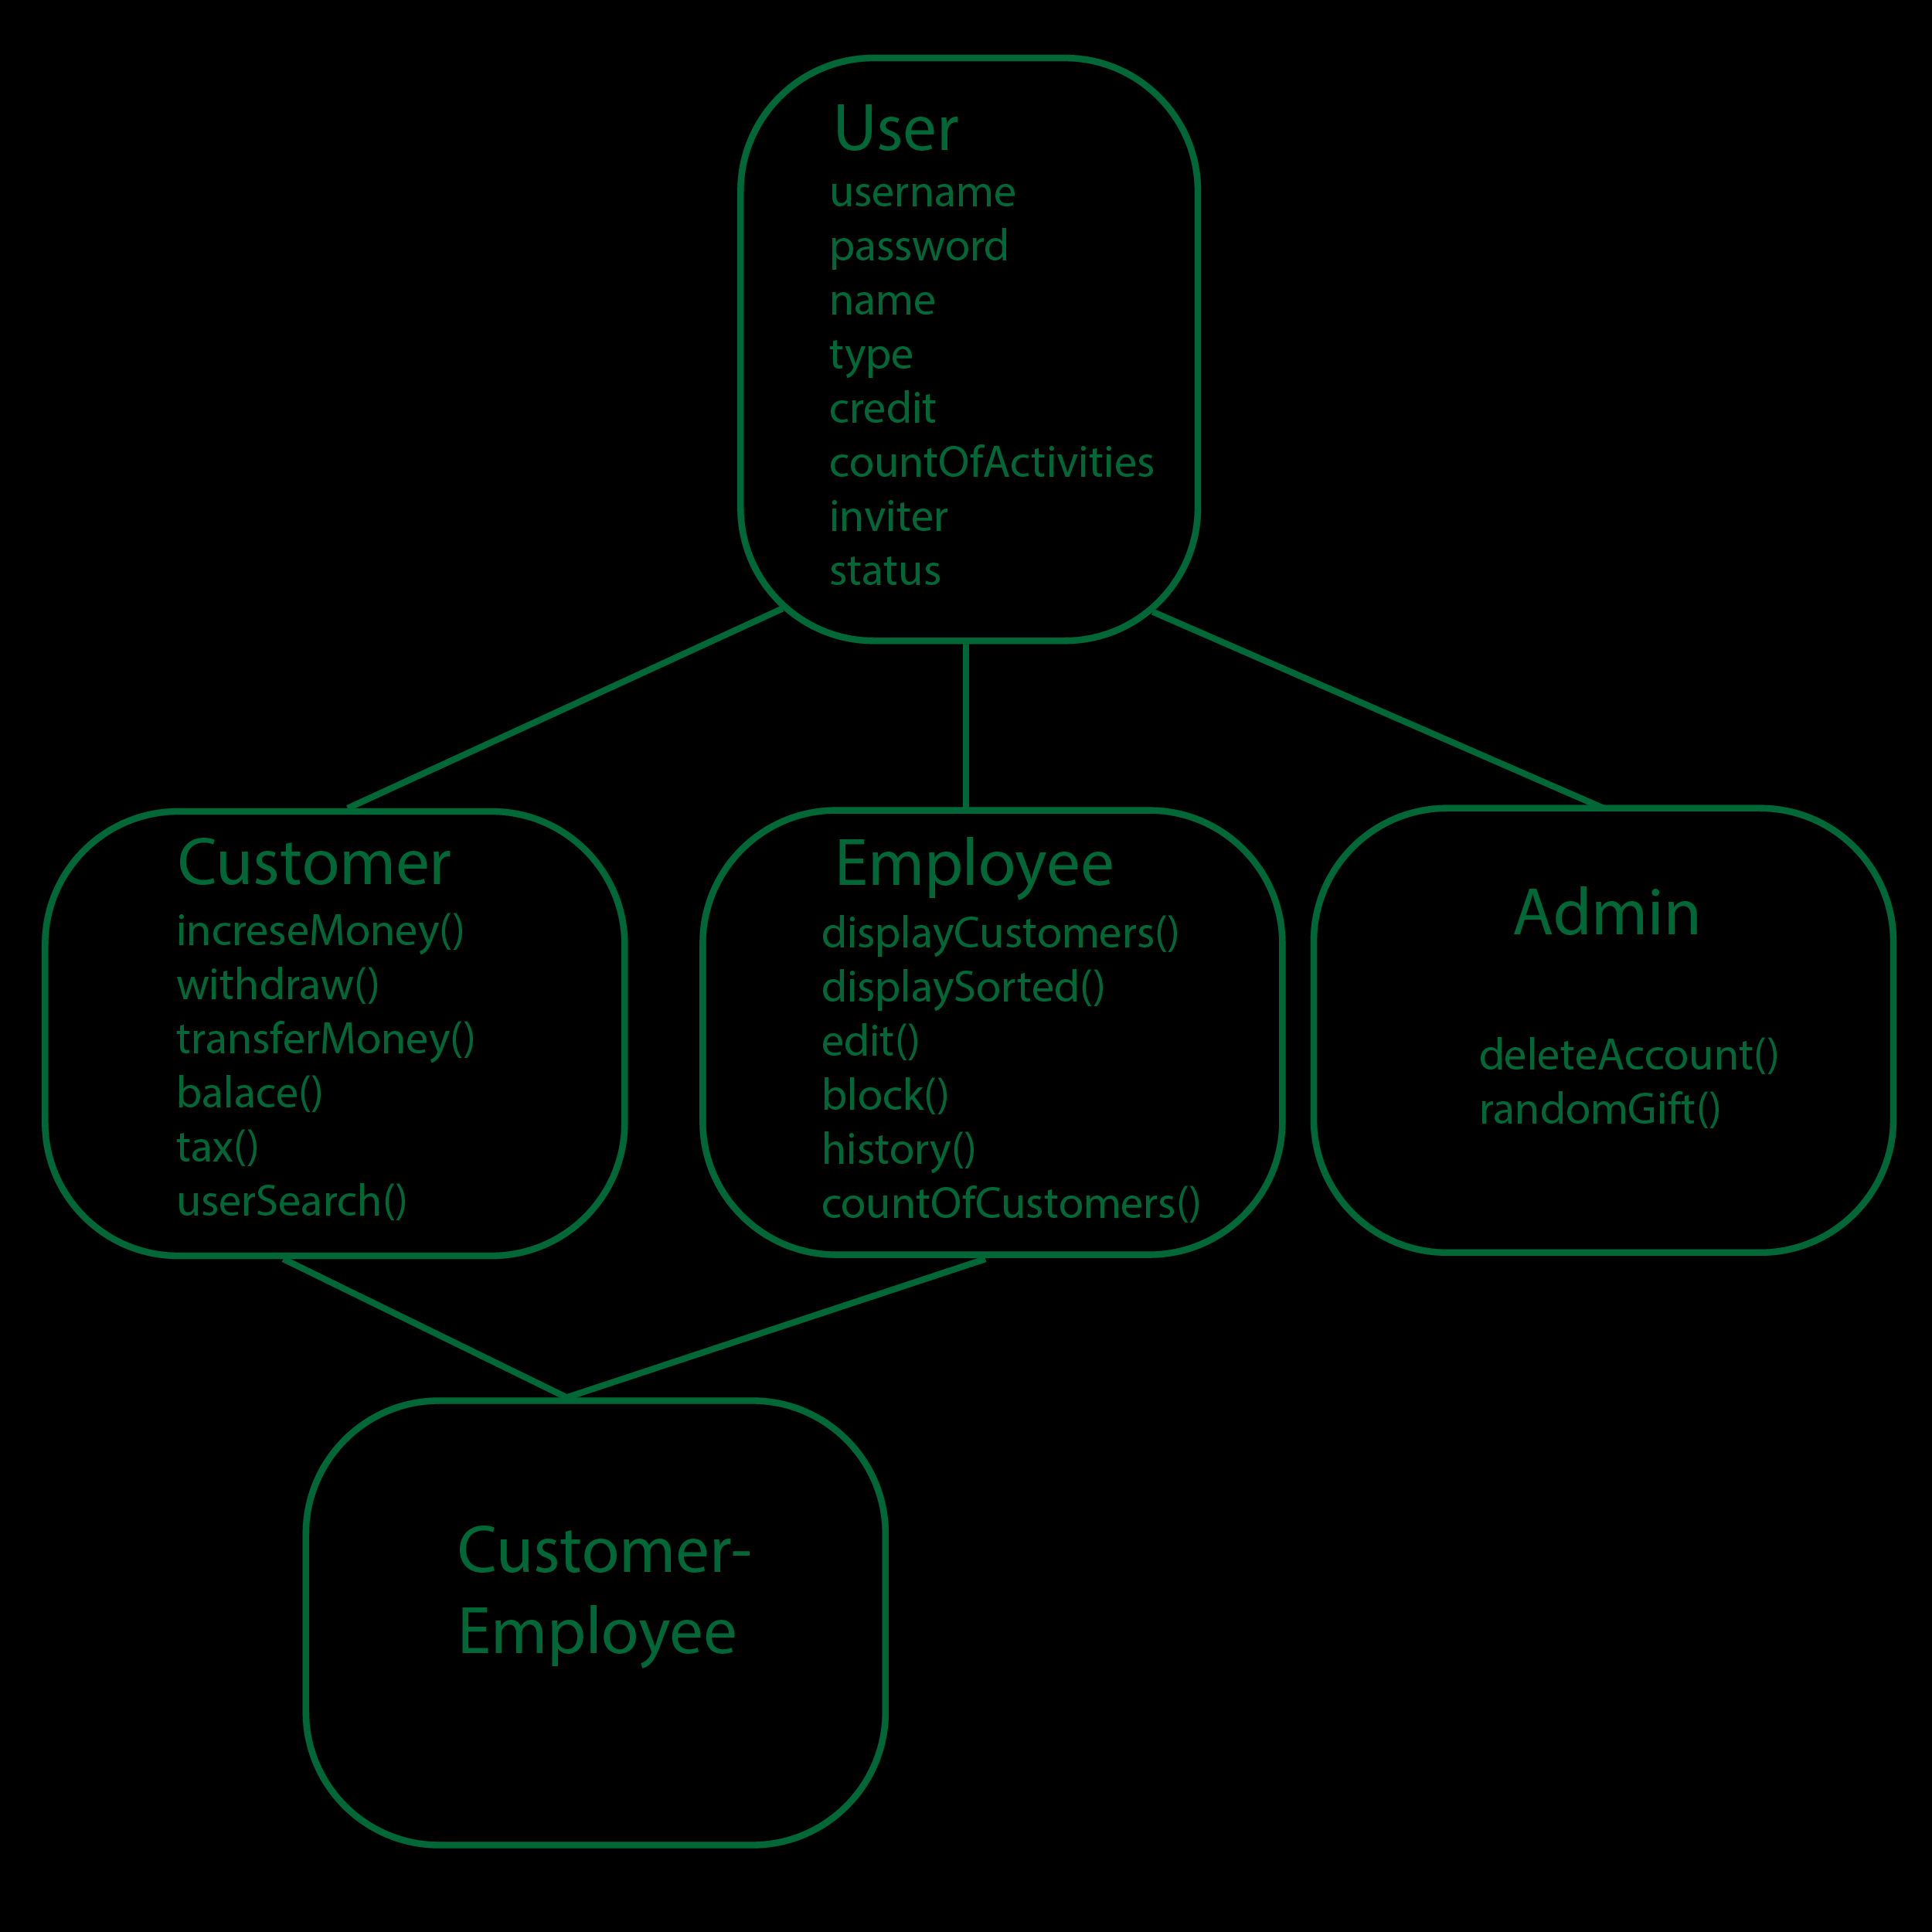 User
username
password
name
type
credit
countOfActivities
inviter
status
Customer
increseMoney()
withdraw()
transferMoney()
balace()
tax()
userSearch()
Employee
displayCustomers()
displaySorted()
edit()
block()
history()
countOfCustomers()
Admin
deleteAccount()
randomGift()
Customer-
Employee